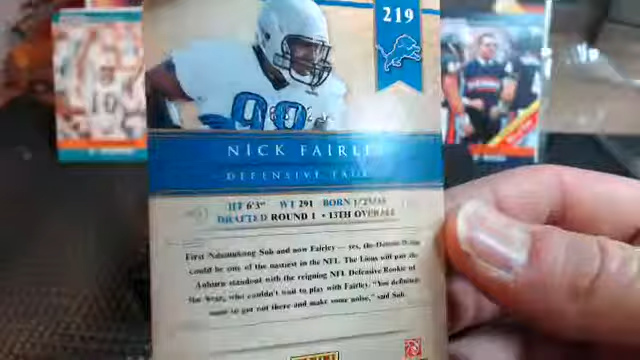 219
98
NICK FAIRLE
DEFENSIVE
HT 6'3" WT 291 BORN
DRAFTED ROUND 1 • 13TH OVERALL
First Ndamukong Suh and now Fairley — yes, the Detroit
could be one of the nastiest in the NFL. The Lions will pair the
Auburn standout with the reigning NFL Defensive Rookie of
the Year, who couldn't wait to play with Fairley. "You definitely
want to get out there and make some noise," said Suh.
PANINI